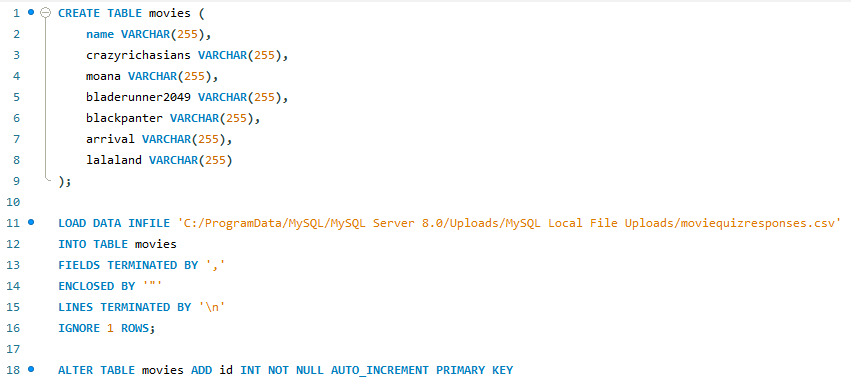 1 CREATE TABLE movies (
2 name VARCHAR(255),
3 crazyrichasians VARCHAR(255),
4 moana VARCHAR(255),
5 bladerunner2049 VARCHAR(255),
6 blackpanter VARCHAR(255),
7 arrival VARCHAR(255),
8 lalaland VARCHAR(255)
9 );
10
11 LOAD DATA INFILE 'C:/ProgramData/MySQL/MySQL Server 8.0/Uploads/MySQL Local File Uploads/moviequizresponses.csv'
12 INTO TABLE movies
13 FIELDS TERMINATED BY ','
14 ENCLOSED BY '"'
15 LINES TERMINATED BY '\n'
16 IGNORE 1 ROWS;
17
18 ALTER TABLE movies ADD id INT NOT NULL AUTO_INCREMENT PRIMARY KEY